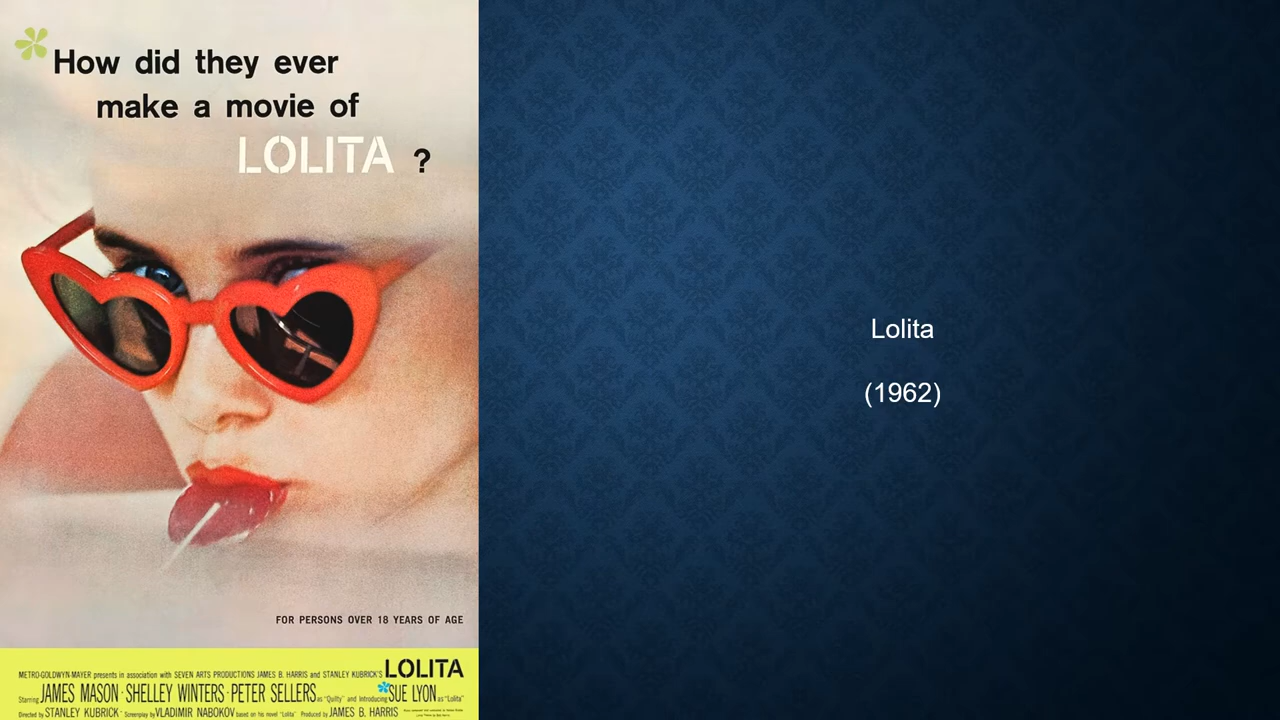 How did they ever
make a movie of
LOLITA ?
FOR PERSONS OVER 18 YEARS OF AGE
METRO-GOLDWYN-MAYER presents in association with SEVEN ARTS PRODUCTIONS JAMES B. HARRIS and STANLEY KUBRICK'S LOLITA
Starring JAMES MASON · SHELLEY WINTERS · PETER SELLERS as "Quilty" and Introducing SUE LYON as "Lolita"
Directed by STANLEY KUBRICK Screenplay by VLADIMIR NABOKOV based on his novel "Lolita" Produced by JAMES B. HARRIS
Lolita
(1962)